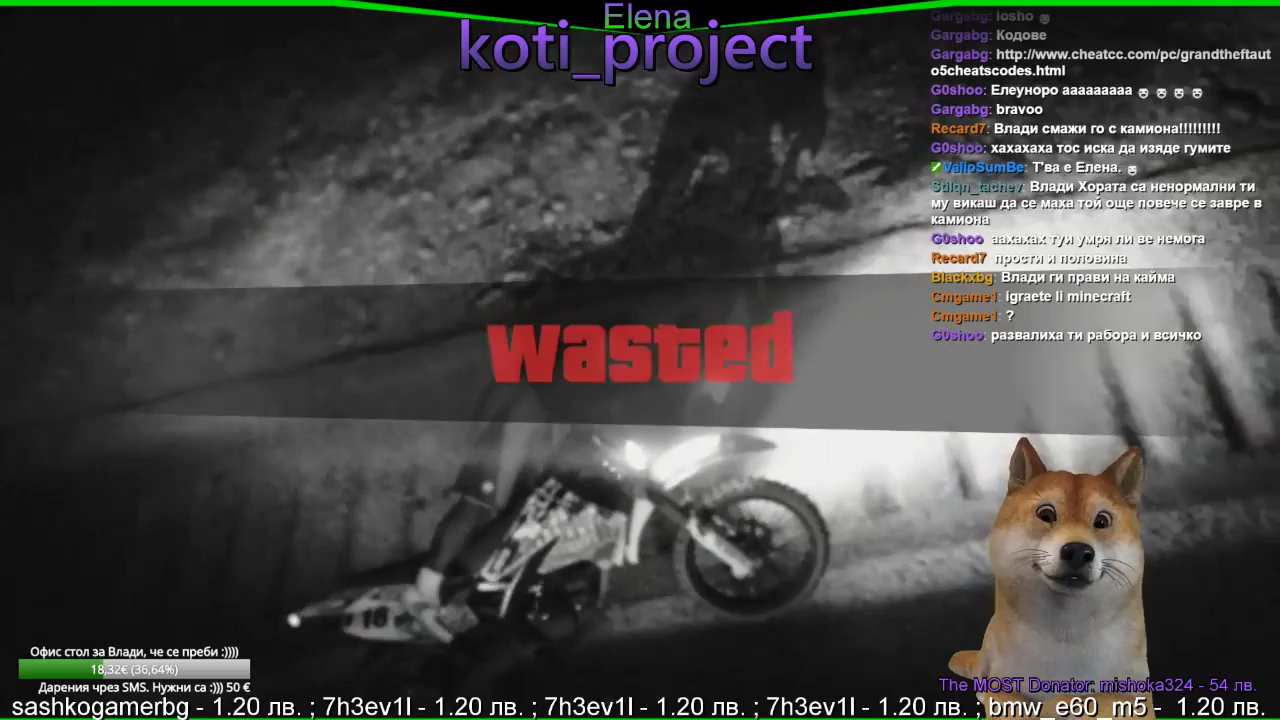 Elena
koti_project
Gargabg: losho
Gargabg: Кодове
Gargabg: http://www.cheatcc.com/pc/grandtheftaut
o5cheatscodes.html
G0shoo: Елеуноро ааааааааа
Gargabg: bravoo
Recard7: Влади смажи го с камиона!!!!!!!!!
G0shoo: хахахаха тос иска да изяде гумите
ValioSumBe: Т'ва е Елена.
Stilqn_tachev: Влади Хората са ненормални ти
му викаш да се маха той още повече се завре в
камиона
G0shoo: аахахах туи умря ли ве немога
Recard7: прости и половина
Blackxbg: Влади ги прави на кайма
Cmgame1: igraete li minecraft
Cmgame1: ?
G0shoo: развалиха ти рабора и всичко
wasted
18
Офис стол за Влади, че се преби :))))
18,32€ (36,64%)
Дарения чрез SMS. Нужни са :))) 50 €
The MOST Donator: mishoka324 - 54 лв.
sashkogamerbg - 1.20 лв. ; 7h3ev1l - 1.20 лв. ; 7h3ev1l - 1.20 лв. ; 7h3ev1l - 1.20 лв. ; bmw_e60_m5 - 1.20 лв.